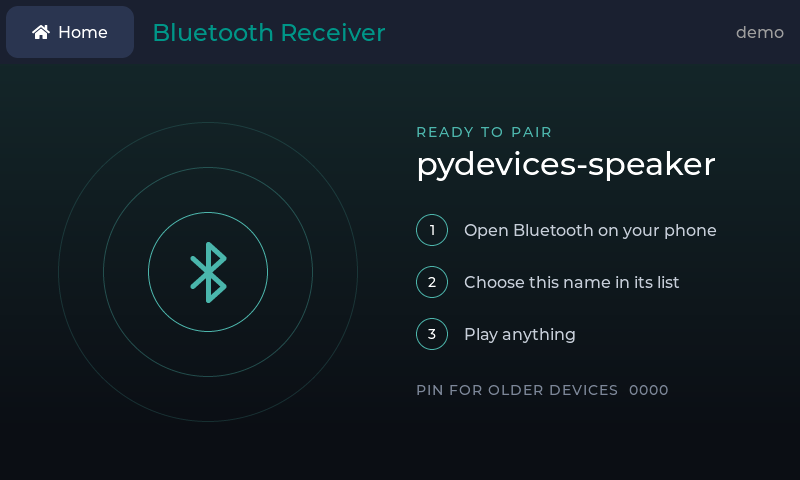 Home
Bluetooth Receiver
demo
READY TO PAIR
pydevices-speaker
1 Open Bluetooth on your phone
2 Choose this name in its list
3 Play anything
PIN FOR OLDER DEVICES 0000